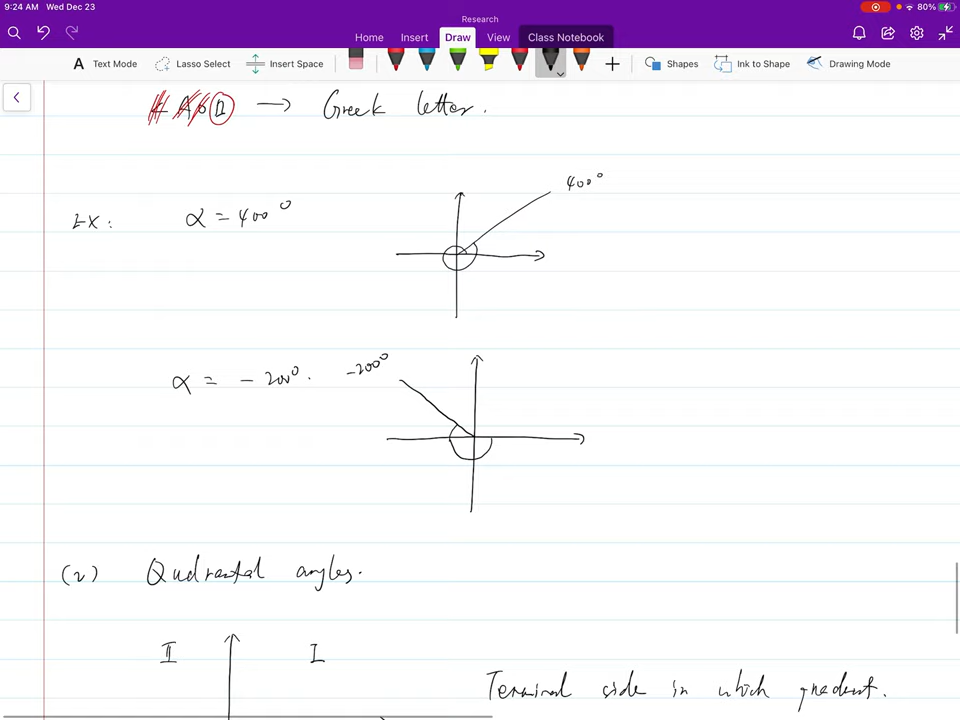 9:24 AM Wed Dec 23
80%
Research
Home Insert Draw View Class Notebook
Text Mode Lasso Select Insert Space Shapes Ink to Shape Drawing Mode
→ Greek letter.
400°
EX: α = 400°
α = -200°. -200°
(2) Qudrantal angles.
II I
Terminal side in which